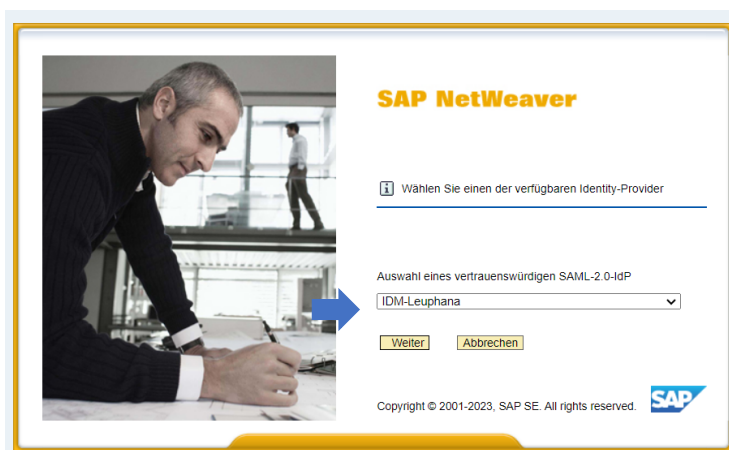 SAP NetWeaver
i Wählen Sie einen der verfügbaren Identity-Provider
Auswahl eines vertrauenswürdigen SAML-2.0-IdP
IDM-Leuphana
Weiter Abbrechen
Copyright © 2001-2023, SAP SE. All rights reserved. SAP